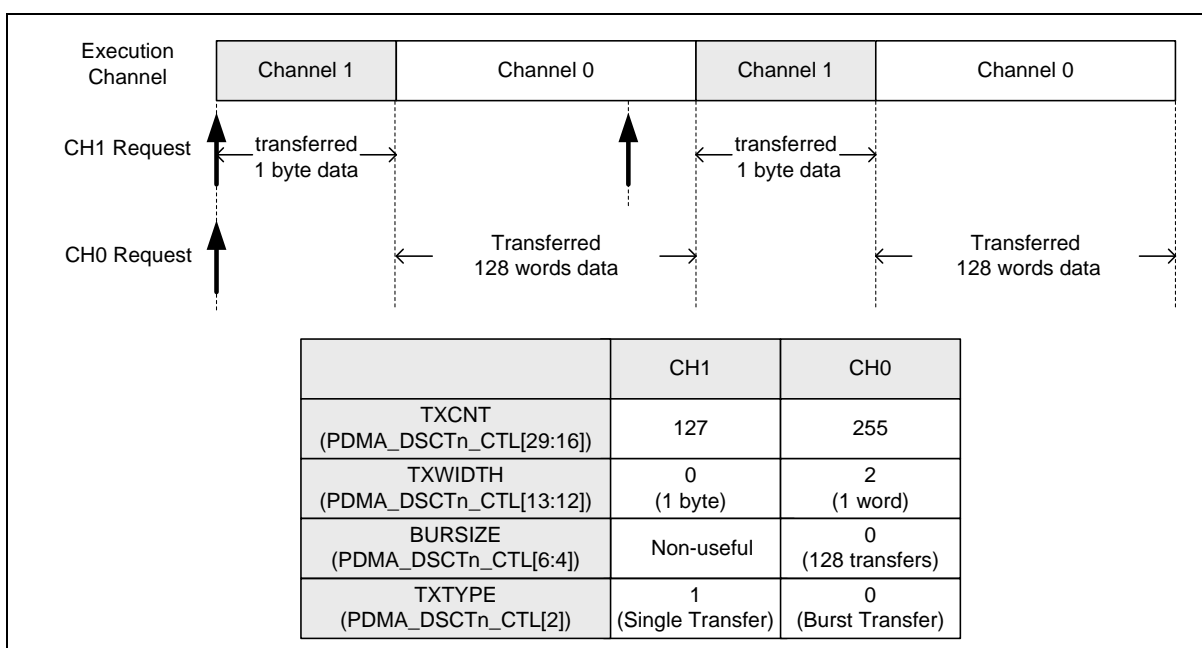 Execution
Channel
Channel 1
Channel 0
Channel 1
Channel 0
CH1 Request
transferred
1 byte data
transferred
1 byte data
CH0 Request
Transferred
128 words data
Transferred
128 words data
CH1
CH0
TXCNT
(PDMA_DSCTn_CTL[29:16])
127
255
TXWIDTH
(PDMA_DSCTn_CTL[13:12])
0
(1 byte)
2
(1 word)
BURSIZE
(PDMA_DSCTn_CTL[6:4])
Non-useful
0
(128 transfers)
TXTYPE
(PDMA_DSCTn_CTL[2])
1
(Single Transfer)
0
(Burst Transfer)